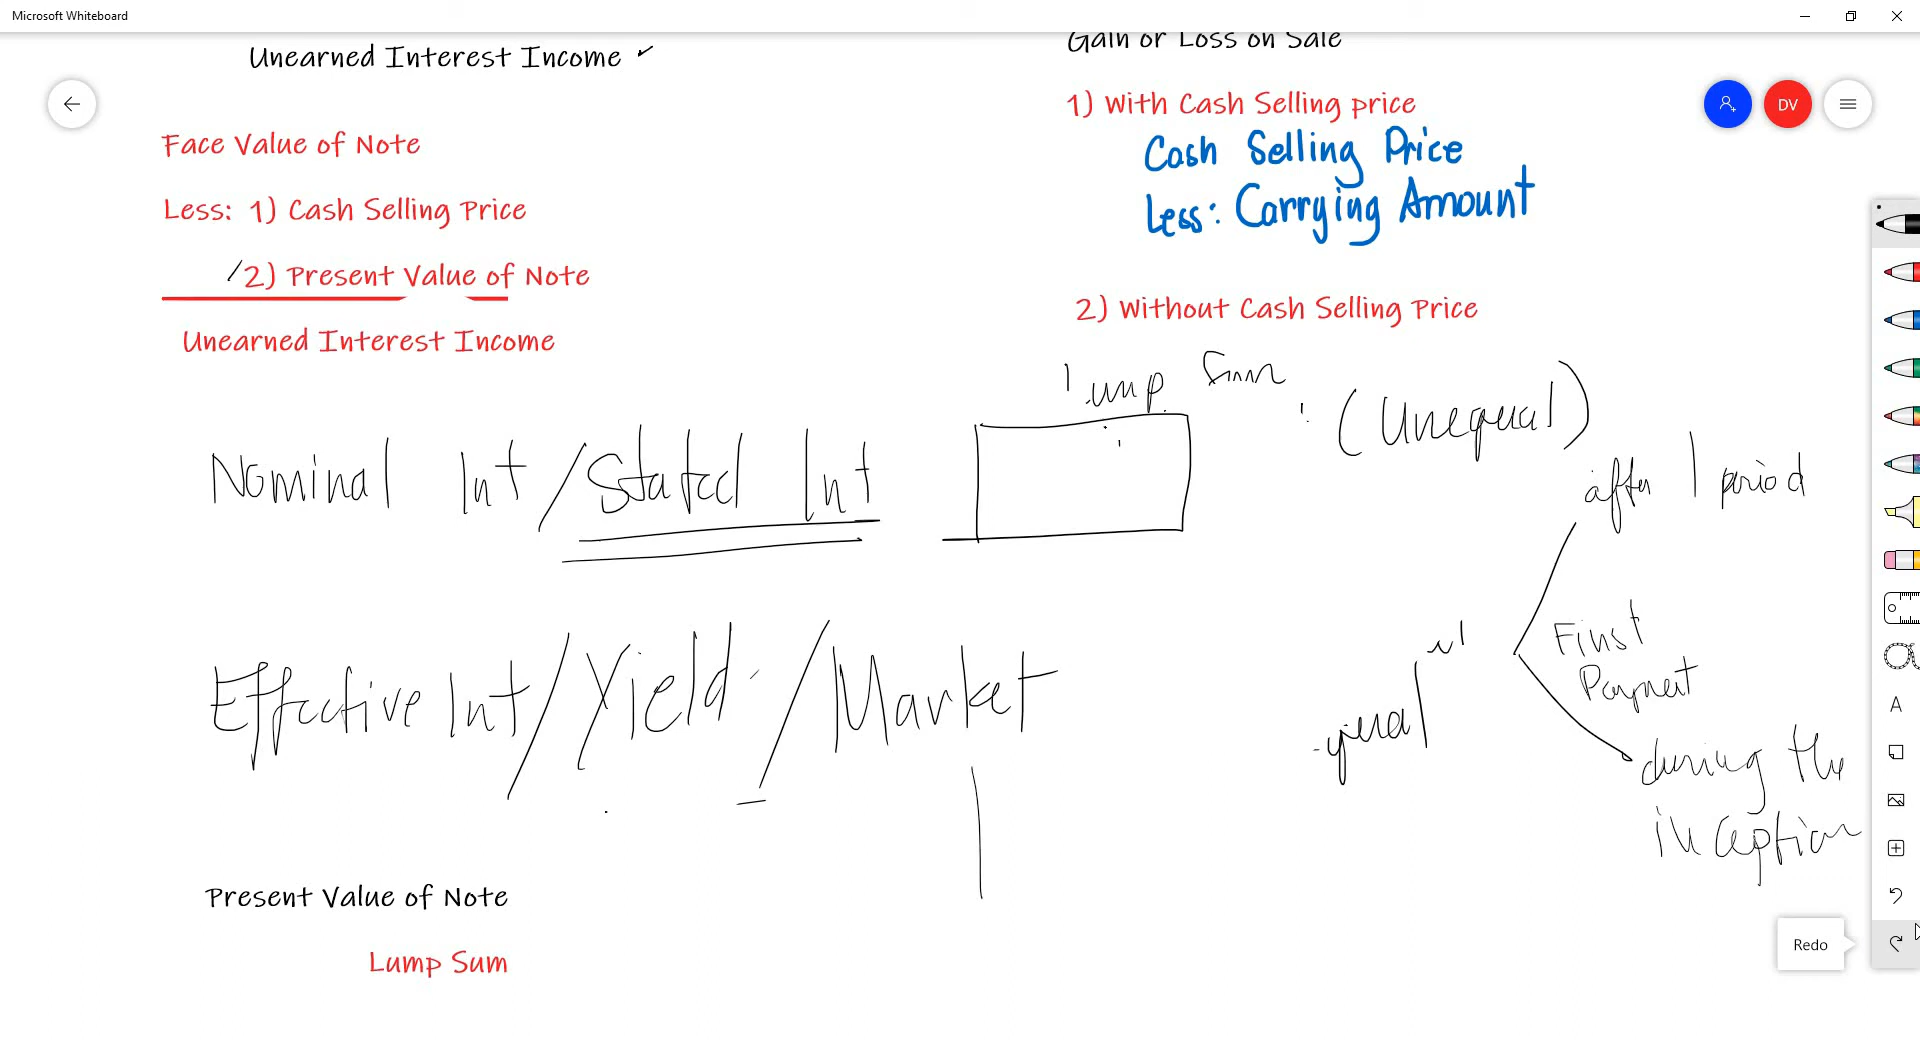 Microsoft Whiteboard
Unearned Interest Income
Face Value of Note
Less: 1) Cash Selling Price
2) Present Value of Note
Unearned Interest Income
Nominal Int / Stated Int
Effective Int / Yield / Market
Present Value of Note
Lump Sum
Gain or Loss on Sale
1) With Cash Selling price
Cash Selling Price
Less: Carrying Amount
2) Without Cash Selling Price
(Unequal)
after 1 period
First
Payment
during the
inception
DV
A
Redo